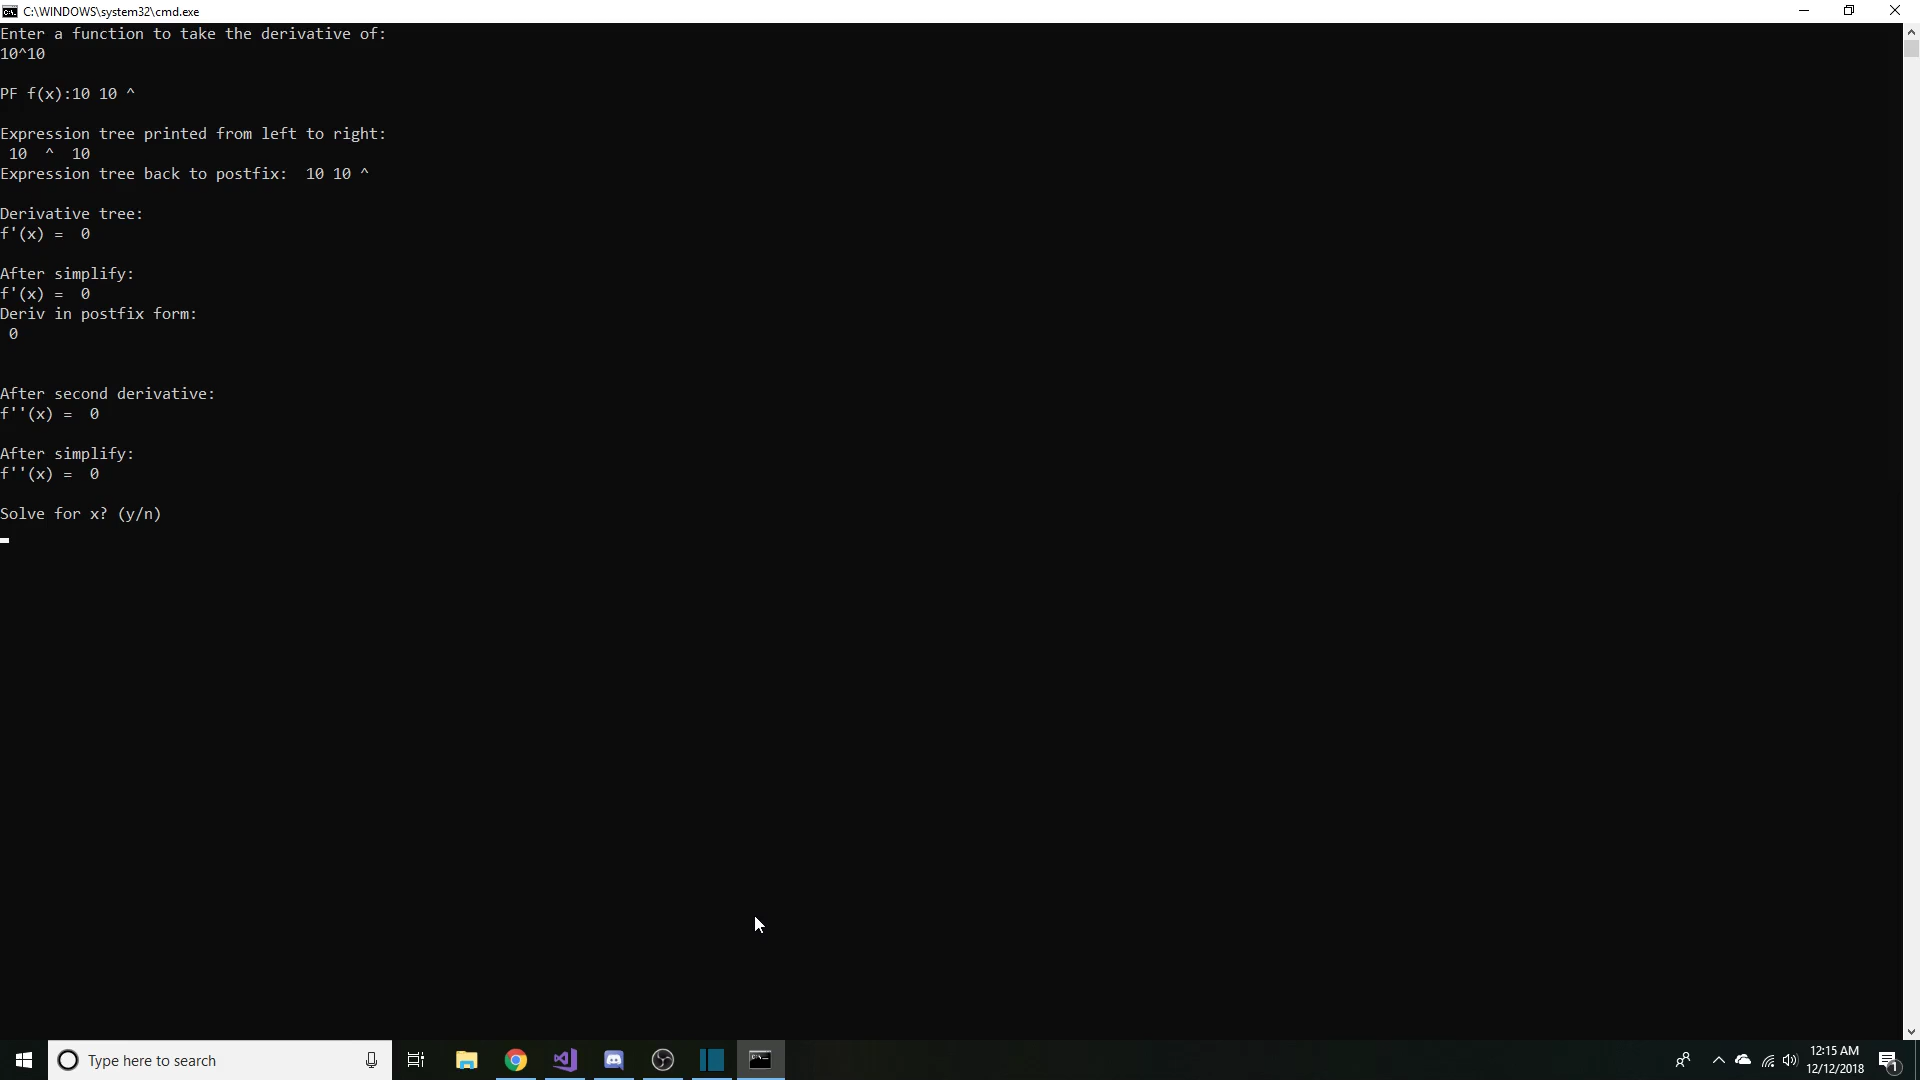 C:\WINDOWS\system32\cmd.exe
Enter a function to take the derivative of:
10^10
PF f(x):10 10 ^
Expression tree printed from left to right:
10 ^ 10
Expression tree back to postfix: 10 10 ^
Derivative tree:
f'(x) = 0
After simplify:
f'(x) = 0
Deriv in postfix form:
0
After second derivative:
f''(x) = 0
After simplify:
f''(x) = 0
Solve for x? (y/n)
Type here to search
12:15 AM
12/12/2018
1